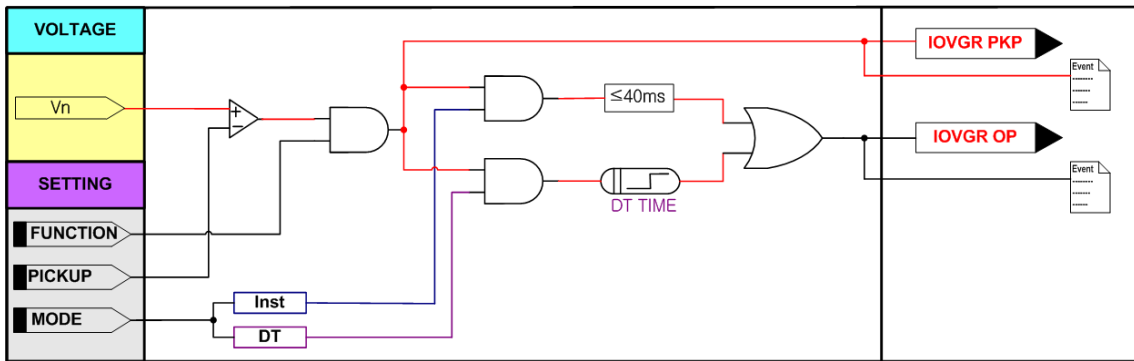 VOLTAGE
Vn
+
−
SETTING
FUNCTION
PICKUP
MODE
Inst
DT
≤40ms
DT TIME
IOVGR PKP
Event
IOVGR OP
Event